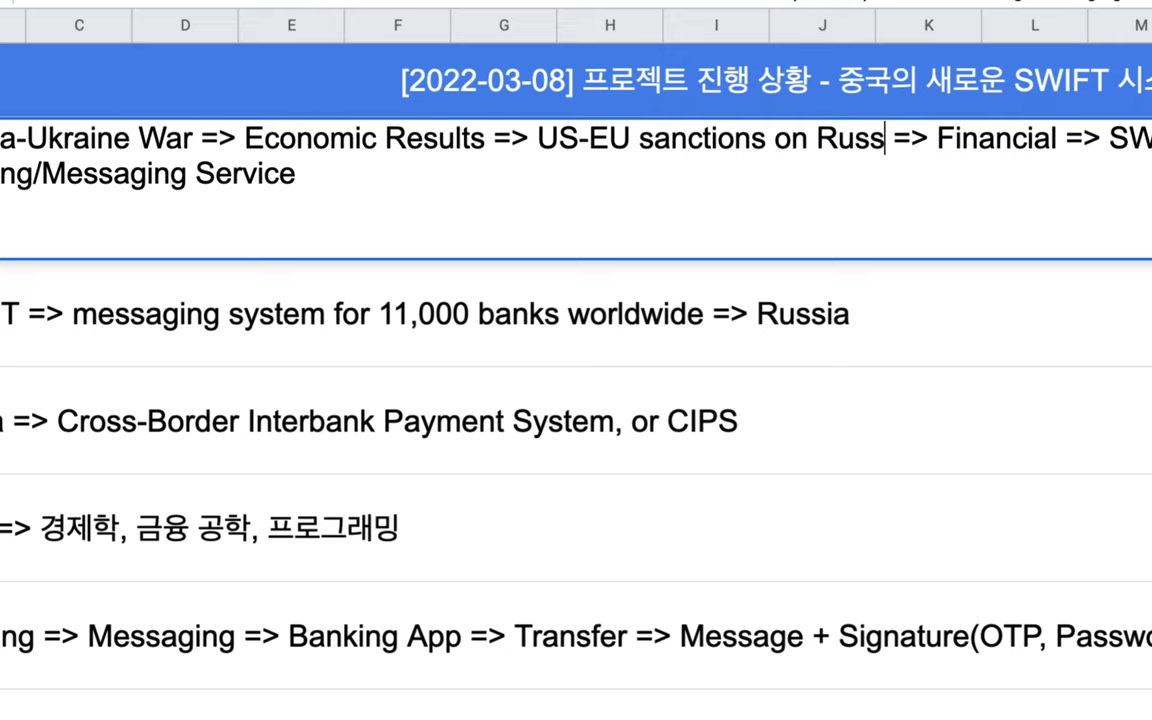 C D E F G H I J K L M
[2022-03-08] 프로젝트 진행 상황 - 중국의 새로운 SWIFT
a-Ukraine War => Economic Results => US-EU sanctions on Russ => Financial => SW
ng/Messaging Service
T => messaging system for 11,000 banks worldwide => Russia
=> Cross-Border Interbank Payment System, or CIPS
=> 경제학, 금융 공학, 프로그래밍
ng => Messaging => Banking App => Transfer => Message + Signature(OTP, Passwo